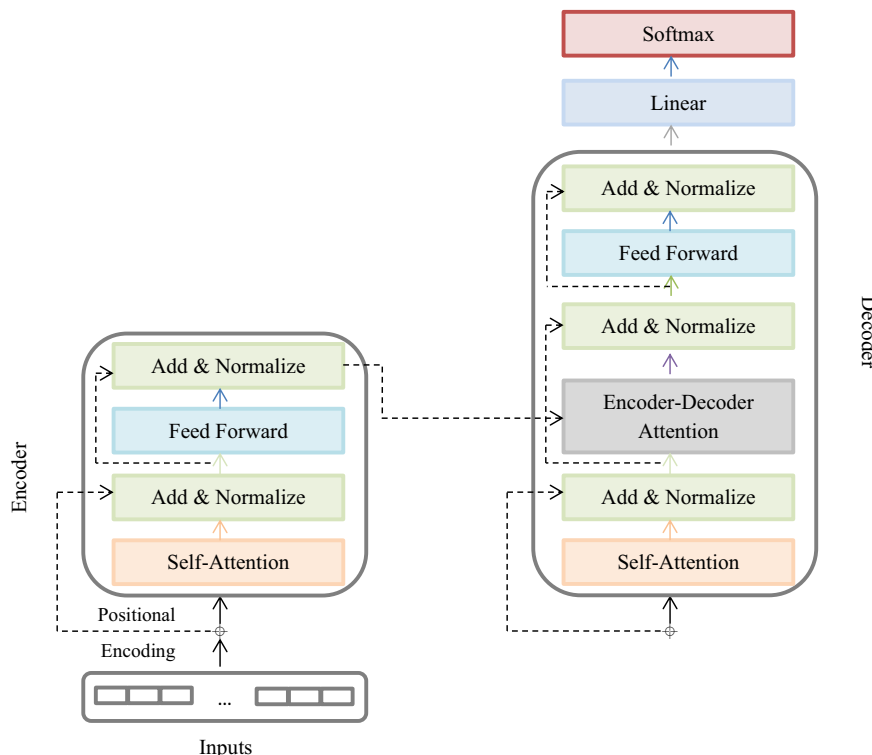 Softmax
Linear
Add & Normalize
Feed Forward
Add & Normalize
Encoder-Decoder
Attention
Add & Normalize
Self-Attention
Decoder
Add & Normalize
Feed Forward
Add & Normalize
Self-Attention
Encoder
Positional
Encoding
...
Inputs